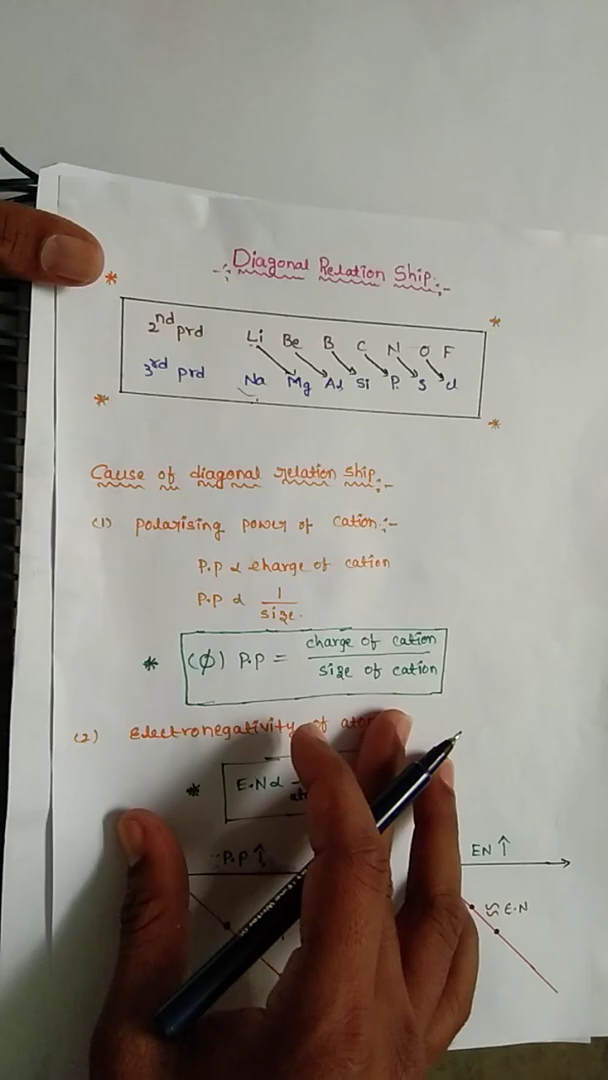 -:Diagonal Relation Ship:-
2nd prd Li Be B C N O F
3rd prd Na Mg Al Si P S Cl
Cause of diagonal relation ship:-
(1) polarising power of cation:-
P.P α charge of cation
P.P α 1/size.
* (ϕ) P.P = charge of cation/size of cation
(2) Electronegativity of
* E.N α
P.P ↑ EN ↑
≈ E.N